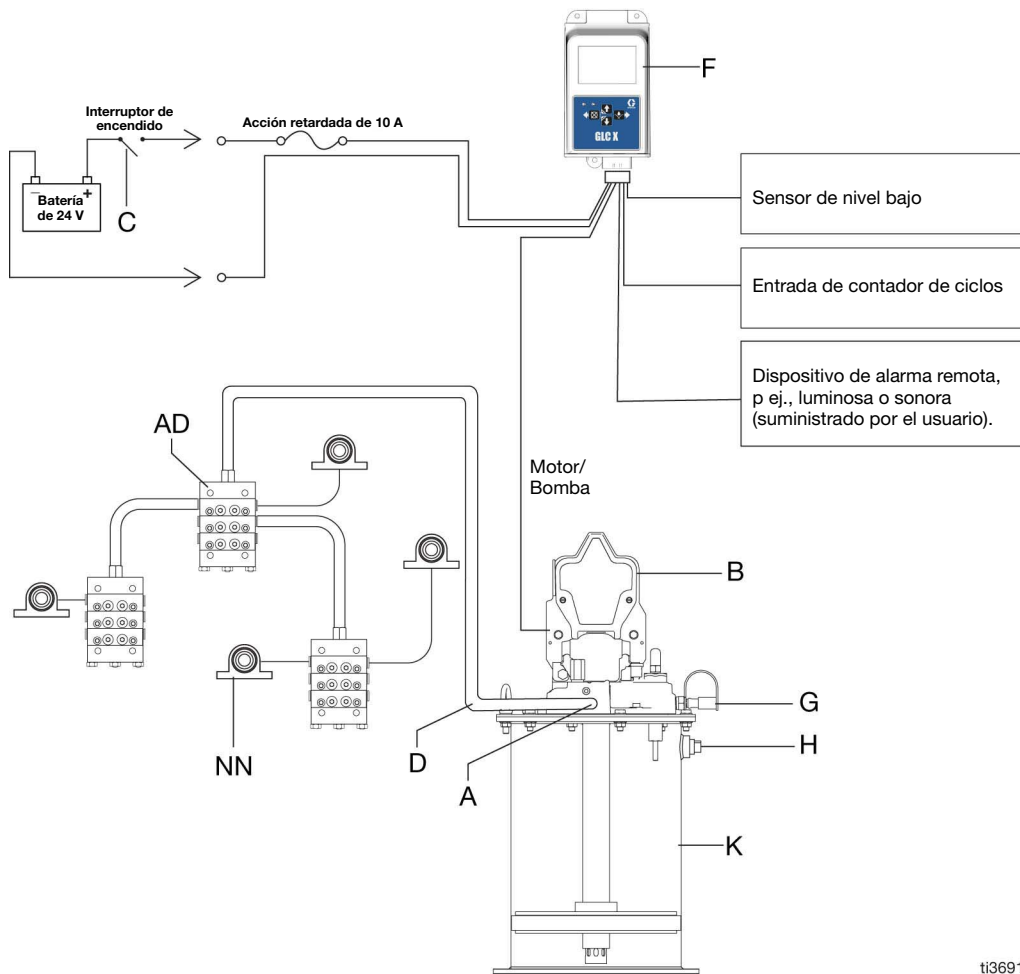 F
Interruptor de
encendido
Acción retardada de 10 A
GLC X
Batería
de 24 V
– +
C
Sensor de nivel bajo
Entrada de contador de ciclos
Dispositivo de alarma remota,
p ej., luminosa o sonora
(suministrado por el usuario).
AD
Motor/
Bomba
B
G
H
NN
D
A
K
ti3691